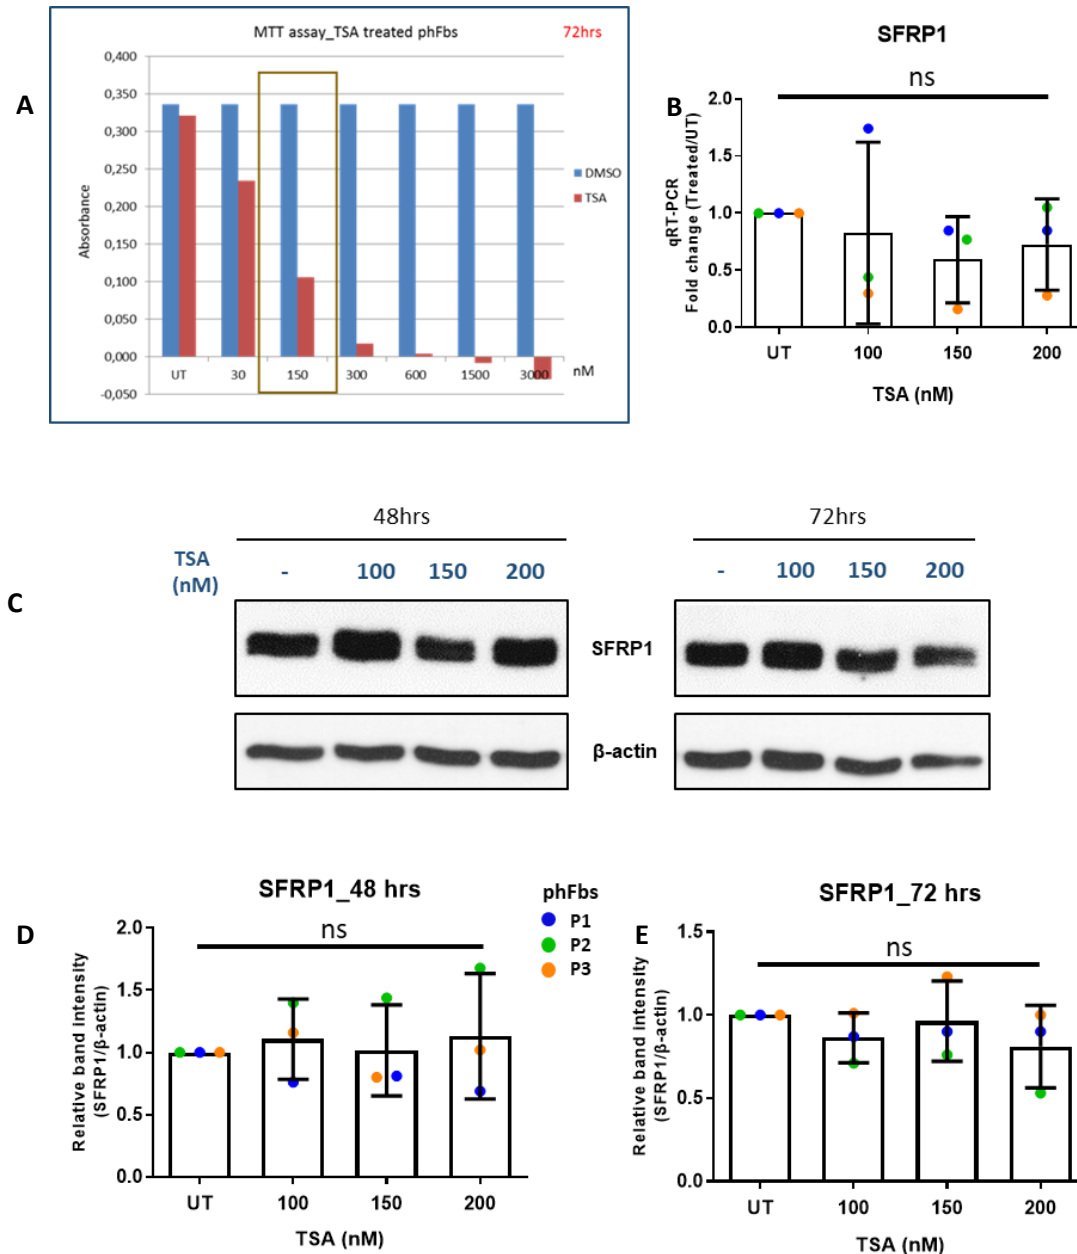 A
MTT assay_TSA treated phFbs 72hrs
0,400
0,350
0,300
0,250
0,200
0,150
0,100
0,050
0,000
-0,050
Absorbance
UT 30 150 300 600 1500 3000 nM
DMSO
TSA
B
SFRP1
ns
2.0
1.5
1.0
0.5
0.0
qRT-PCR
Fold change (Treated/UT)
UT 100 150 200
TSA (nM)
C
48hrs 72hrs
TSA
(nM)
- 100 150 200 - 100 150 200
SFRP1
β-actin
D
SFRP1_48 hrs
ns
2.0
1.5
1.0
0.5
0.0
Relative band intensity
(SFRP1/β-actin)
UT 100 150 200
TSA (nM)
phFbs
P1
P2
P3
E
SFRP1_72 hrs
ns
1.5
1.0
0.5
0.0
Relative band intensity
(SFRP1/β-actin)
UT 100 150 200
TSA (nM)